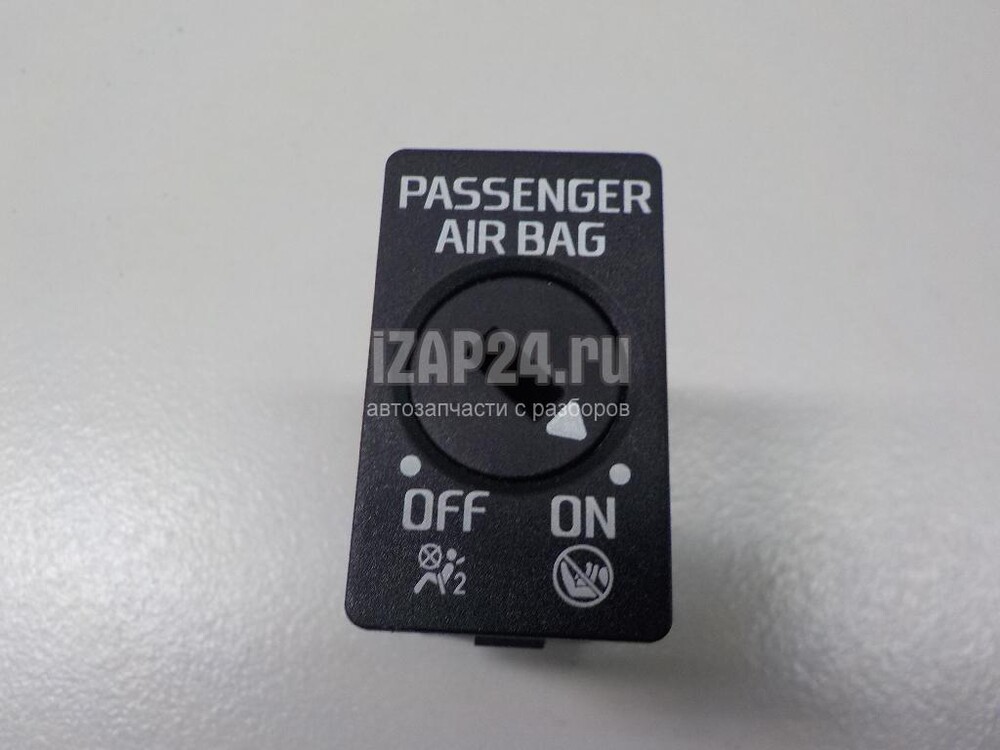 PASSENGER
AIR BAG
iZAP24.ru
автозапчасти с разборов
OFF ON
2